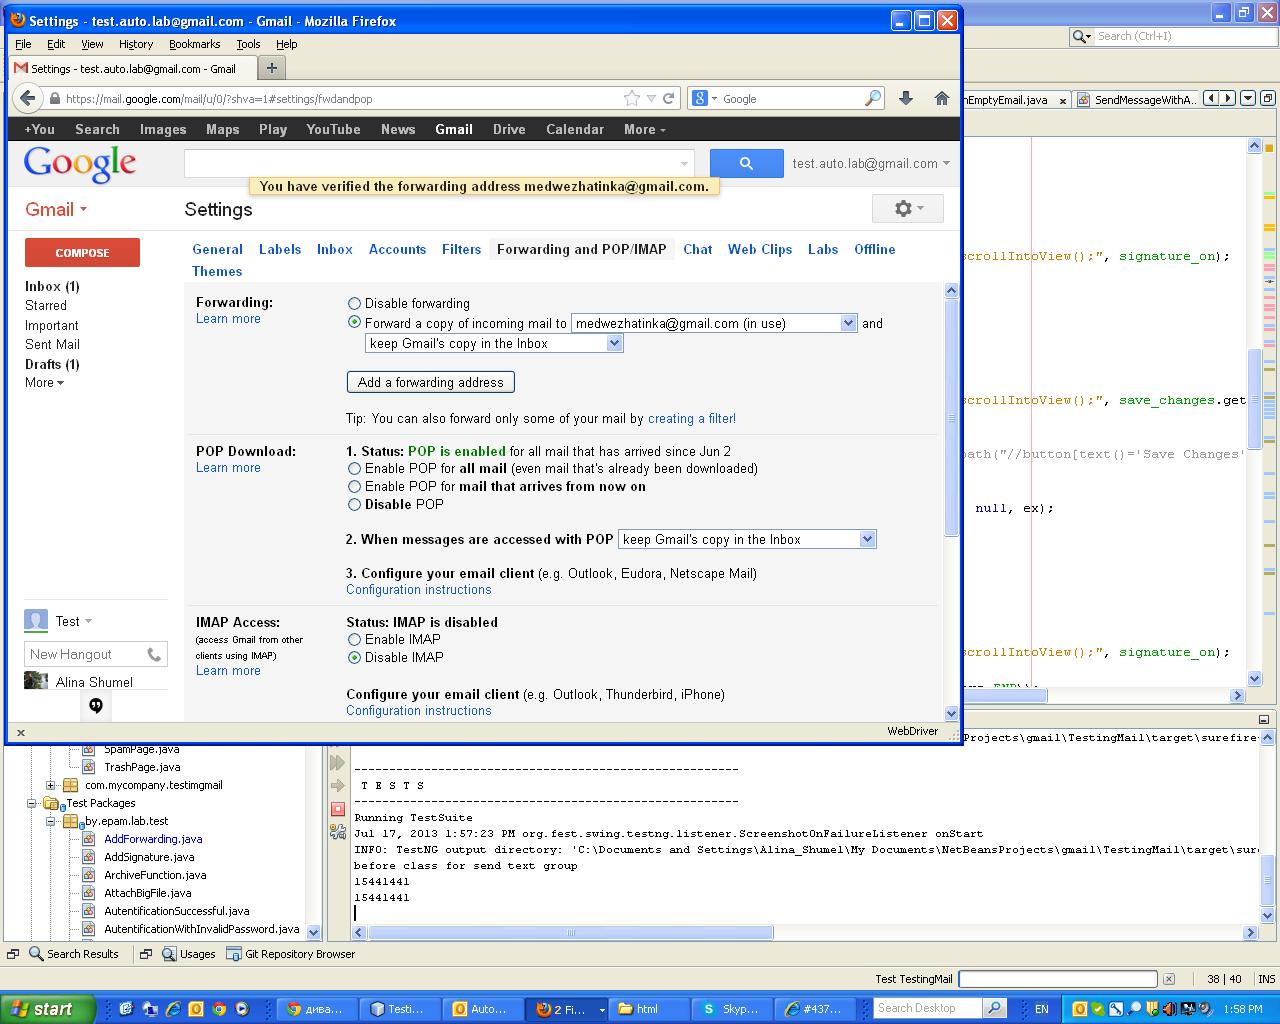 Settings - test.auto.lab@gmail.com - Gmail - Mozilla Firefox
File Edit View History Bookmarks Tools Help
Settings - test.auto.lab@gmail.com - Gmail
https://mail.google.com/mail/u/0/?shva=1#settings/fwdandpop
Google
Search (Ctrl+I)
nEmptyEmail.java
SendMessageWithA..
+You Search Images Maps Play YouTube News Gmail Drive Calendar More
Google
test.auto.lab@gmail.com
You have verified the forwarding address medwezhatinka@gmail.com.
Gmail
Settings
COMPOSE
Inbox (1)
Starred
Important
Sent Mail
Drafts (1)
More
Test
New Hangout
Alina Shumel
General Labels Inbox Accounts Filters Forwarding and POP/IMAP Chat Web Clips Labs Offline
Themes
Forwarding:
Learn more
Disable forwarding
Forward a copy of incoming mail to medwezhatinka@gmail.com (in use) and
keep Gmail's copy in the Inbox
Add a forwarding address
Tip: You can also forward only some of your mail by creating a filter!
POP Download:
Learn more
1. Status: POP is enabled for all mail that has arrived since Jun 2
Enable POP for all mail (even mail that's already been downloaded)
Enable POP for mail that arrives from now on
Disable POP
2. When messages are accessed with POP keep Gmail's copy in the Inbox
3. Configure your email client (e.g. Outlook, Eudora, Netscape Mail)
Configuration instructions
IMAP Access:
(access Gmail from other
clients using IMAP)
Learn more
Status: IMAP is disabled
Enable IMAP
Disable IMAP
Configure your email client (e.g. Outlook, Thunderbird, iPhone)
Configuration instructions
WebDriver
scrollIntoView();", signature_on);
scrollIntoView();", save_changes.get
path("//button[text()='Save Changes'
null, ex);
scrollIntoView();", signature_on);
SpamPage.java
TrashPage.java
com.mycompany.testimgmail
Test Packages
by.epam.lab.test
AddForwarding.java
AddSignature.java
ArchiveFunction.java
AttachBigFile.java
AutentificationSuccessful.java
AutentificationWithInvalidPassword.java
Projects\gmail\TestingMail\target\surefire-
-------------------------------------------------------
T E S T S
-------------------------------------------------------
Running TestSuite
Jul 17, 2013 1:57:23 PM org.fest.swing.testng.listener.ScreenshotOnFailureListener onStart
INFO: TestNG output directory: 'C:\Documents and Settings\Alina_Shumel\My Documents\NetBeansProjects\gmail\TestingMail\target\sure
before class for send text group
15441441
15441441
Search Results Usages Git Repository Browser
Test TestingMail 38 | 40 INS
start
дива...
Testi...
Auto...
2 Fi...
html
Skyp...
#437...
Search Desktop
EN
1:58 PM